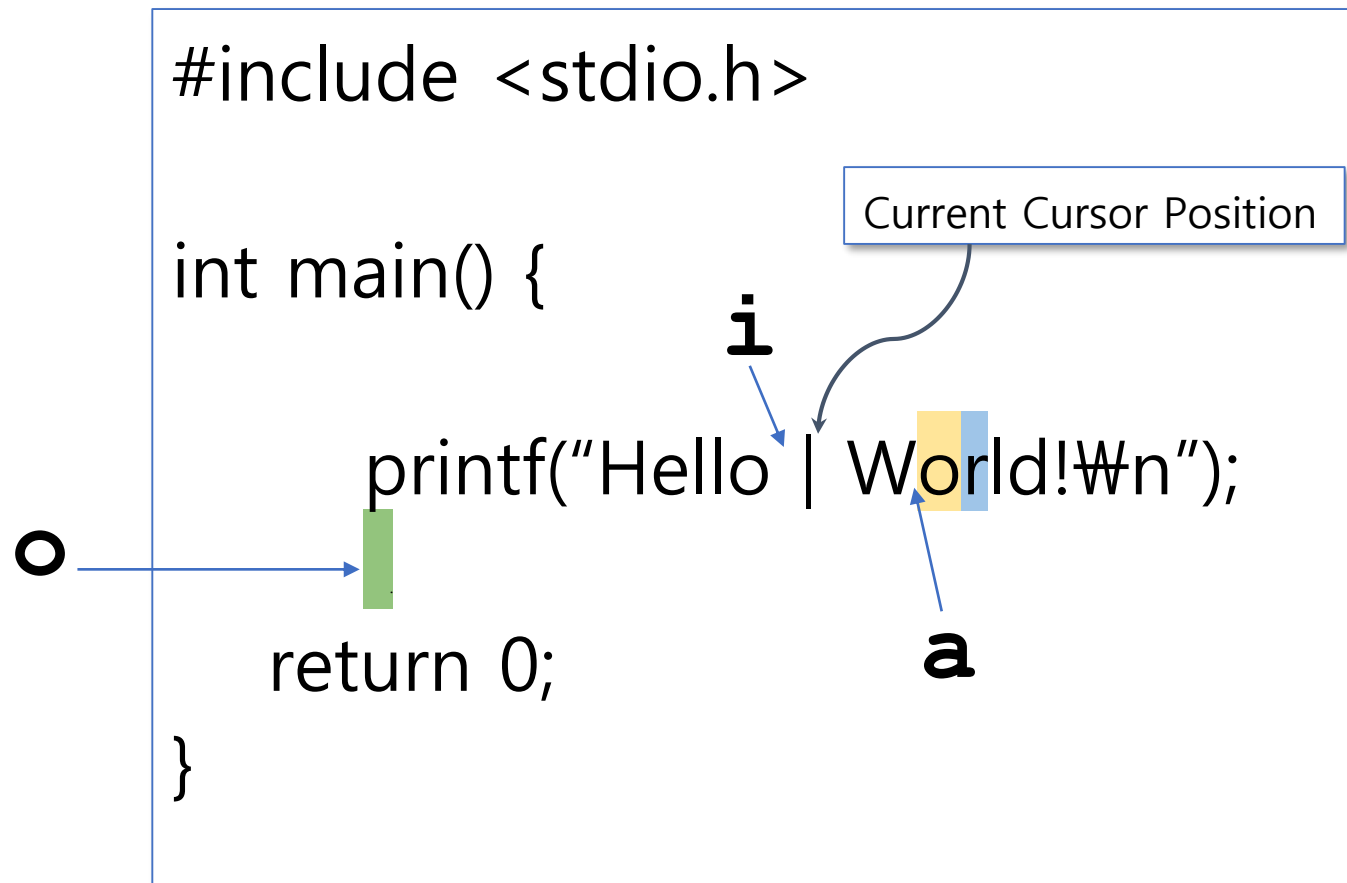 #include <stdio.h>
Current Cursor Position
int main() {
i
printf(“Hello | World!₩n”);
o
return 0;
a
}